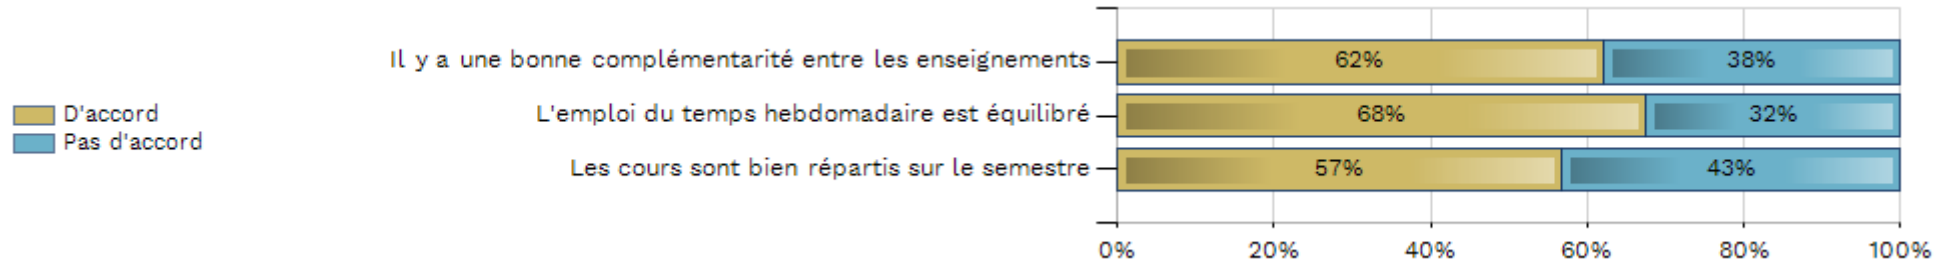 Il y a une bonne complémentarité entre les enseignements
62%
38%
D'accord
L'emploi du temps hebdomadaire est équilibré
68%
32%
Pas d'accord
Les cours sont bien répartis sur le semestre
57%
43%
0%
20%
40%
60%
80%
100%